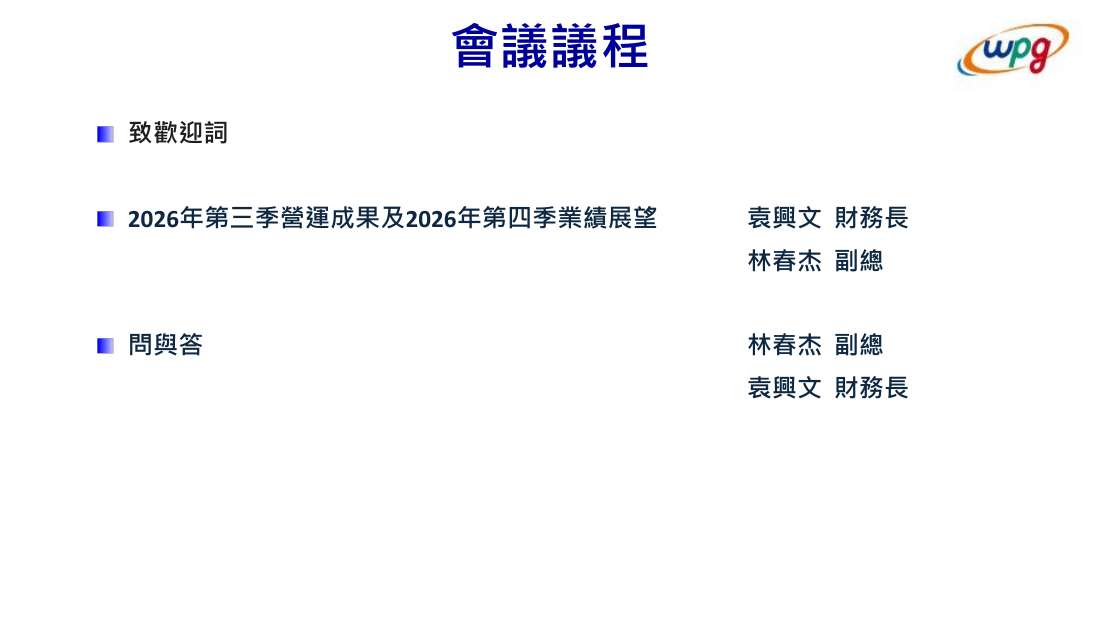 會議議程
wpg
致歡迎詞
2026年第三季營運成果及2026年第四季業績展望 袁興文 財務長
林春杰 副總
問與答 林春杰 副總
袁興文 財務長